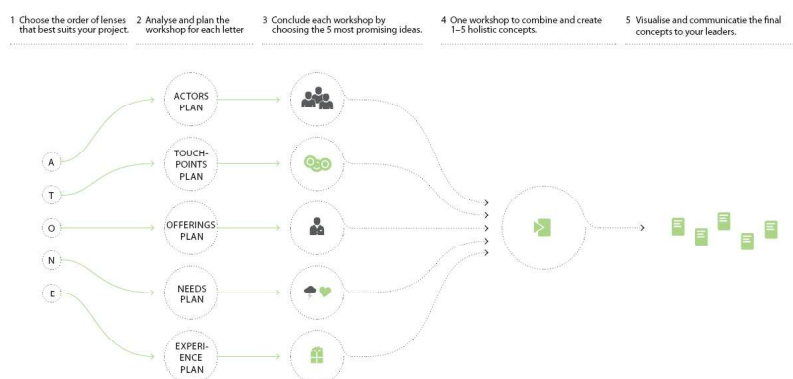 1 Choose the order of lenses
that best suits your project.
2 Analyse and plan the
workshop for each letter
3 Conclude each workshop by
choosing the 5 most promising ideas.
4 One workshop to combine and create
1–5 holistic concepts.
5 Visualise and communicatie the final
concepts to your leaders.
A
T
O
N
E
ACTORS
PLAN
TOUCH-
POINTS
PLAN
OFFERINGS
PLAN
NEEDS
PLAN
EXPERI-
ENCE
PLAN